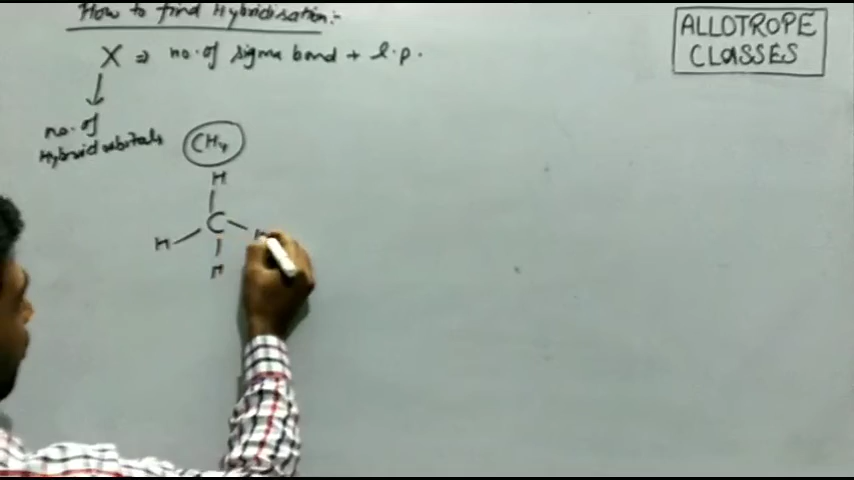 How to find Hybridisation:-
ALLOTROPE
CLASSES
X ⇒ no. of sigma bond + l.p.
no. of
Hybrid orbitals
CH₄
H
C
H
H
H